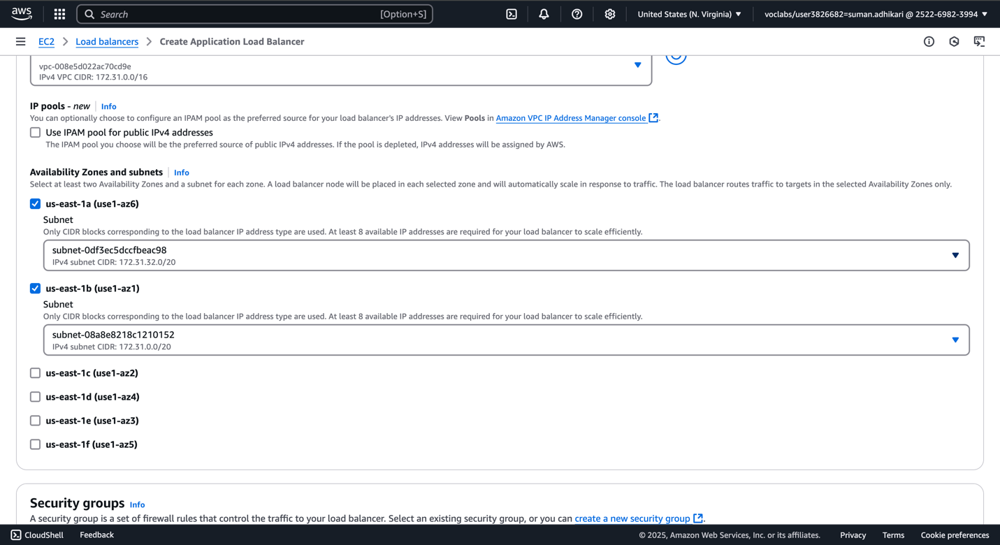 aws
Search
[Option+S]
United States (N. Virginia)
voclabs/user3826682=suman.adhikari @ 2522-6982-3994
EC2
Load balancers
Create Application Load Balancer
vpc-008e5d022ac70cd9e
IPv4 VPC CIDR: 172.31.0.0/16
IP pools - new
Info
You can optionally choose to configure an IPAM pool as the preferred source for your load balancer's IP addresses. View Pools in Amazon VPC IP Address Manager console.
Use IPAM pool for public IPv4 addresses
The IPAM pool you choose will be the preferred source of public IPv4 addresses. If the pool is depleted, IPv4 addresses will be assigned by AWS.
Availability Zones and subnets
Info
Select at least two Availability Zones and a subnet for each zone. A load balancer node will be placed in each selected zone and will automatically scale in response to traffic. The load balancer routes traffic to targets in the selected Availability Zones only.
us-east-1a (use1-az6)
Subnet
Only CIDR blocks corresponding to the load balancer IP address type are used. At least 8 available IP addresses are required for your load balancer to scale efficiently.
subnet-0df3ec5dccfbeac98
IPv4 subnet CIDR: 172.31.32.0/20
us-east-1b (use1-az1)
Subnet
Only CIDR blocks corresponding to the load balancer IP address type are used. At least 8 available IP addresses are required for your load balancer to scale efficiently.
subnet-08a8e8218c1210152
IPv4 subnet CIDR: 172.31.0.0/20
us-east-1c (use1-az2)
us-east-1d (use1-az4)
us-east-1e (use1-az3)
us-east-1f (use1-az5)
Security groups
Info
A security group is a set of firewall rules that control the traffic to your load balancer. Select an existing security group, or you can create a new security group.
CloudShell
Feedback
© 2025, Amazon Web Services, Inc. or its affiliates.
Privacy
Terms
Cookie preferences